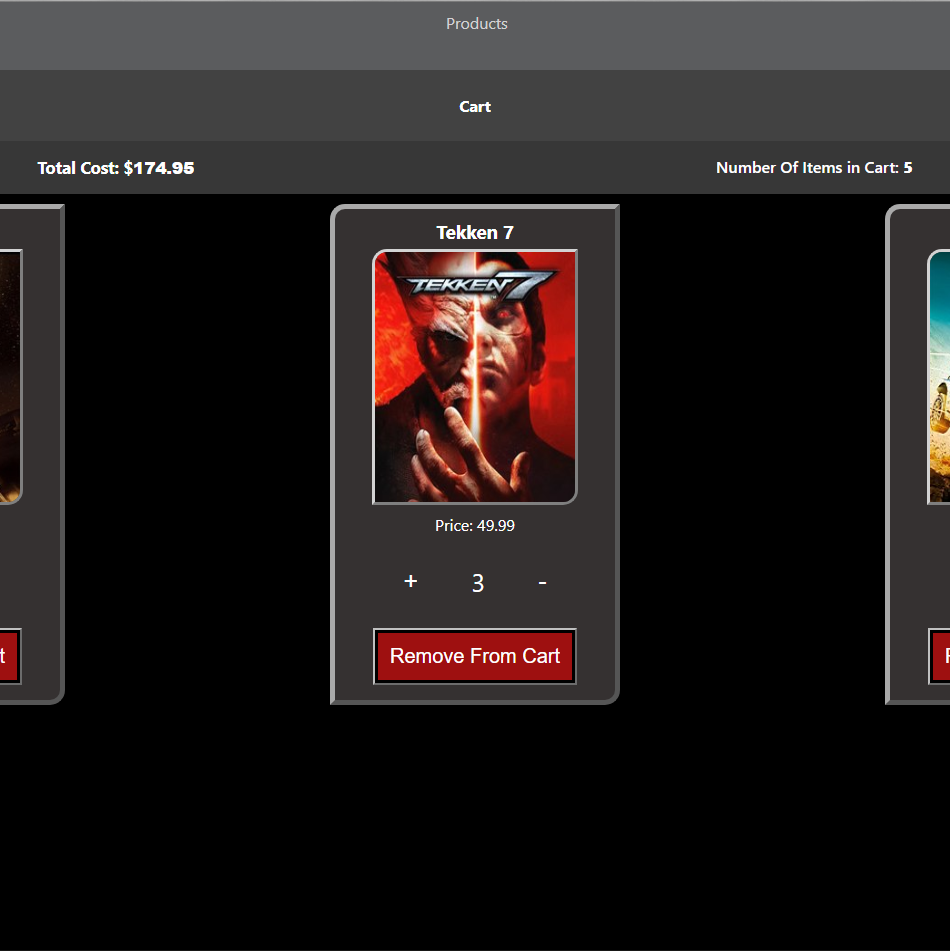 Products
Cart
Total Cost: $174.95
Number Of Items in Cart: 5
Tekken 7
TEKKEN 7
Price: 49.99
+ 3 -
t
Remove From Cart